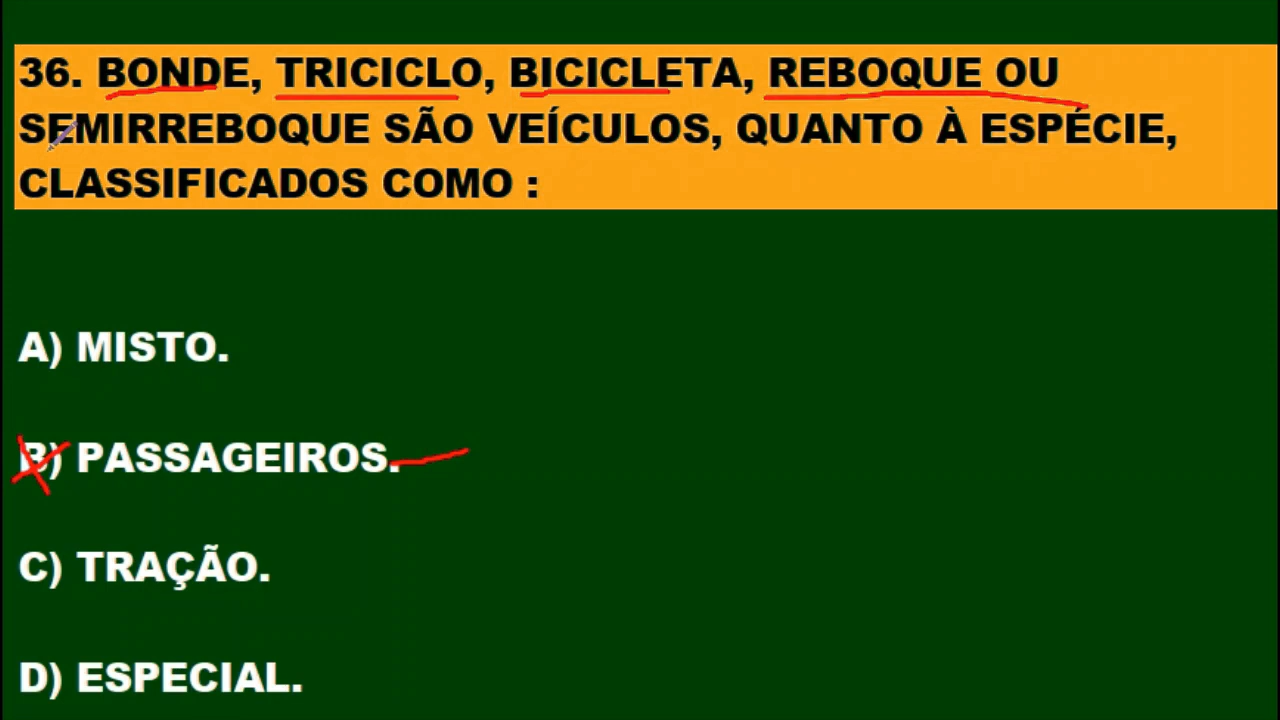 36. BONDE, TRICICLO, BICICLETA, REBOQUE OU
SEMIRREBOQUE SÃO VEÍCULOS, QUANTO À ESPÉCIE,
CLASSIFICADOS COMO :
A) MISTO.
B) PASSAGEIROS.
C) TRAÇÃO.
D) ESPECIAL.